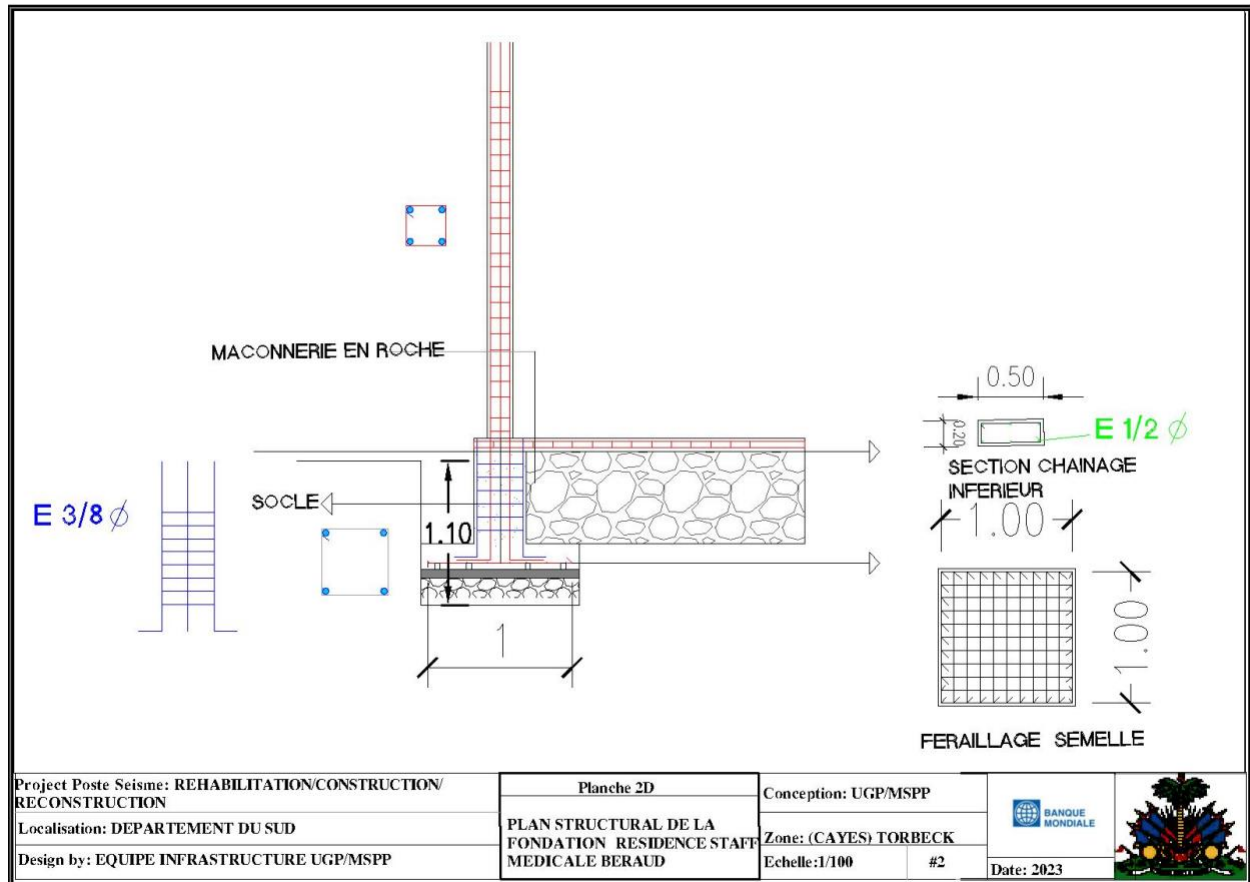 MACONNERIE EN ROCHE
0.50
0.20
E 1/2 ϕ
SECTION CHAINAGE
INFERIEUR
E 3/8 ϕ
SOCLE
1.10
1
1.00
1.00
FERAILLAGE SEMELLE
Project Poste Seisme: REHABILITATION/CONSTRUCTION/
RECONSTRUCTION
Localisation: DEPARTEMENT DU SUD
Design by: EQUIPE INFRASTRUCTURE UGP/MSPP
Planche 2D
PLAN STRUCTURAL DE LA
FONDATION RESIDENCE STAFF
MEDICALE BERAUD
Conception: UGP/MSPP
Zone: (CAYES) TORBECK
Echelle:1/100
#2
BANQUE
MONDIALE
Date: 2023